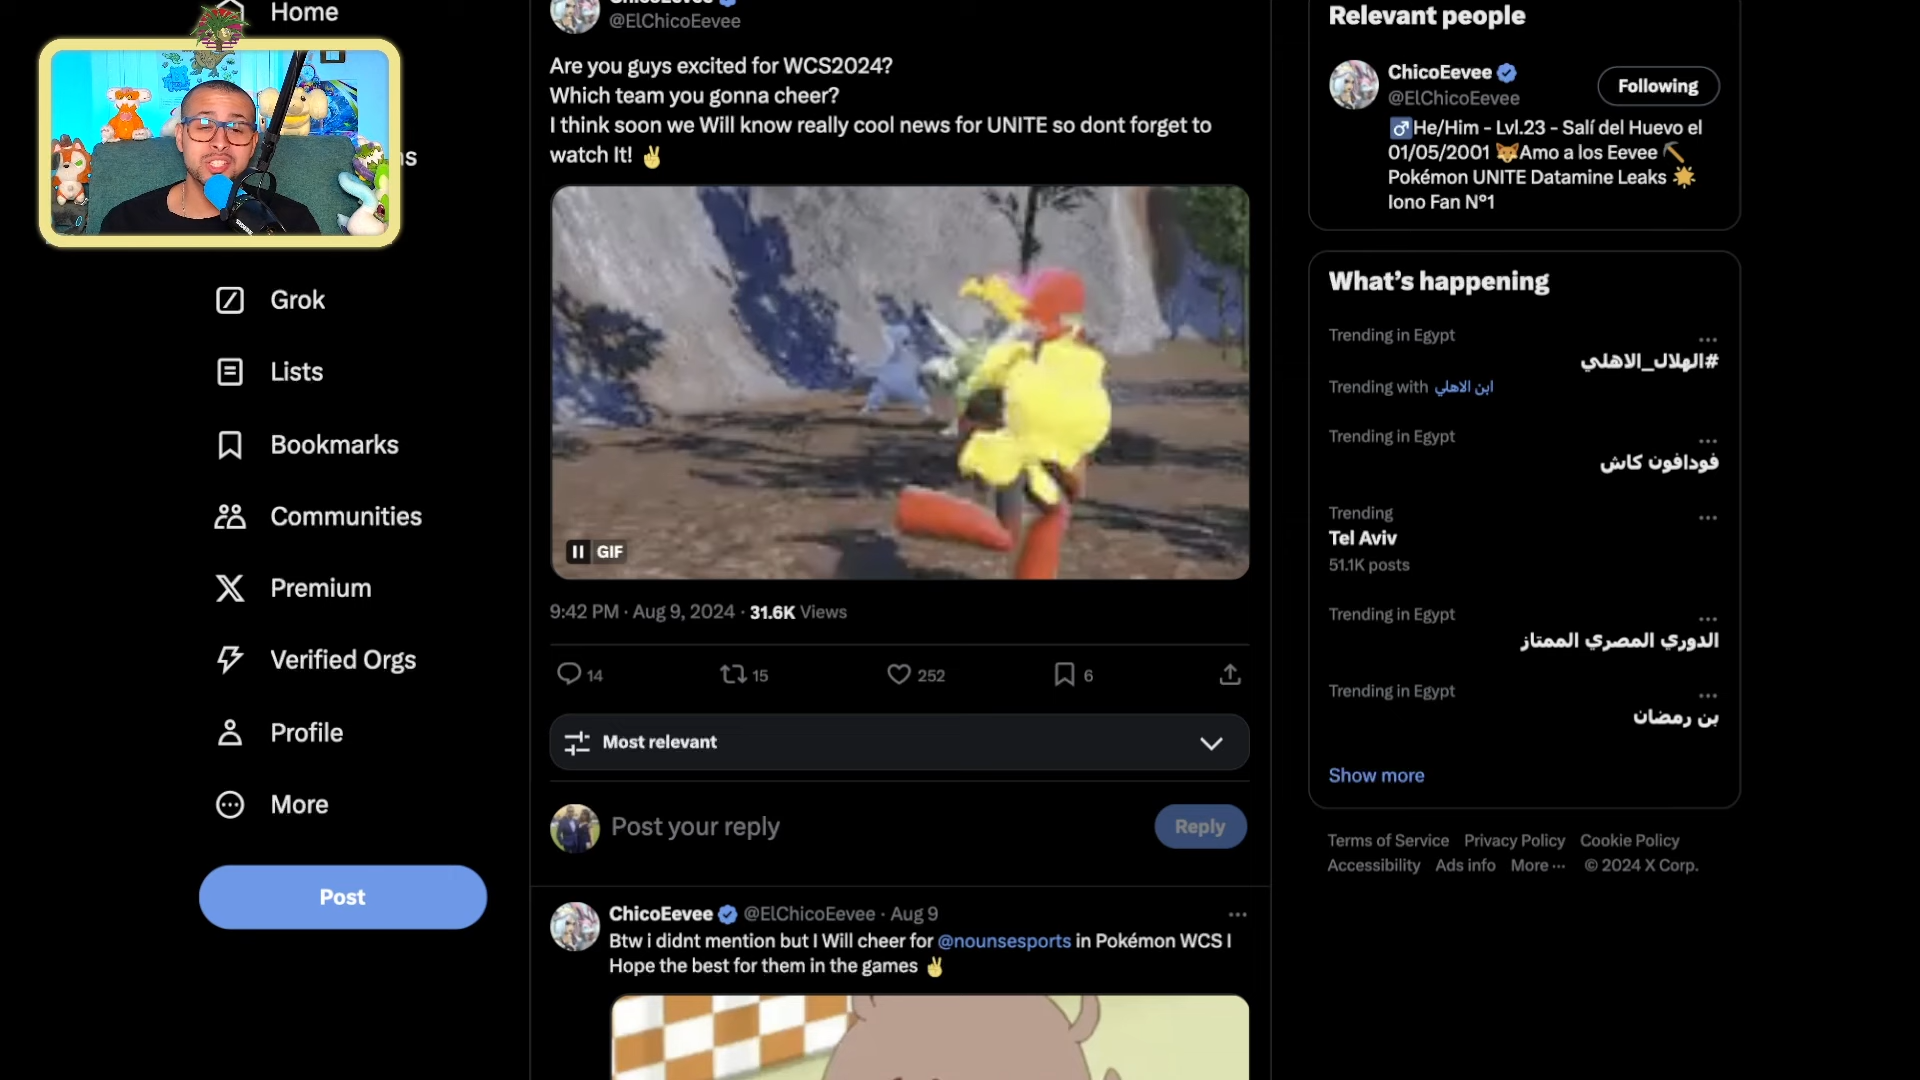 Home
ns
Grok
Lists
Bookmarks
Communities
Premium
Verified Orgs
Profile
More
Post
@ElChicoEevee
Are you guys excited for WCS2024?
Which team you gonna cheer?
I think soon we Will know really cool news for UNITE so dont forget to
watch It! ✌️
GIF
9:42 PM · Aug 9, 2024 · 31.6K Views
14 15 252 6
Most relevant
Post your reply
Reply
ChicoEevee @ElChicoEevee · Aug 9
Btw i didnt mention but I Will cheer for @nounsesports in Pokémon WCS I
Hope the best for them in the games ✌️
Relevant people
ChicoEevee
@ElChicoEevee
Following
♂️He/Him - Lvl.23 - Salí del Huevo el
01/05/2001 🦊Amo a los Eevee ⛏️
Pokémon UNITE Datamine Leaks 🌟
Iono Fan N°1
What's happening
Trending in Egypt
#الهلال_الاهلي
Trending with ابن الاهلي
Trending in Egypt
فودافون كاش
Trending
Tel Aviv
51.1K posts
Trending in Egypt
الدوري المصري الممتاز
Trending in Egypt
بن رمضان
Show more
Terms of Service Privacy Policy Cookie Policy
Accessibility Ads info More ··· © 2024 X Corp.